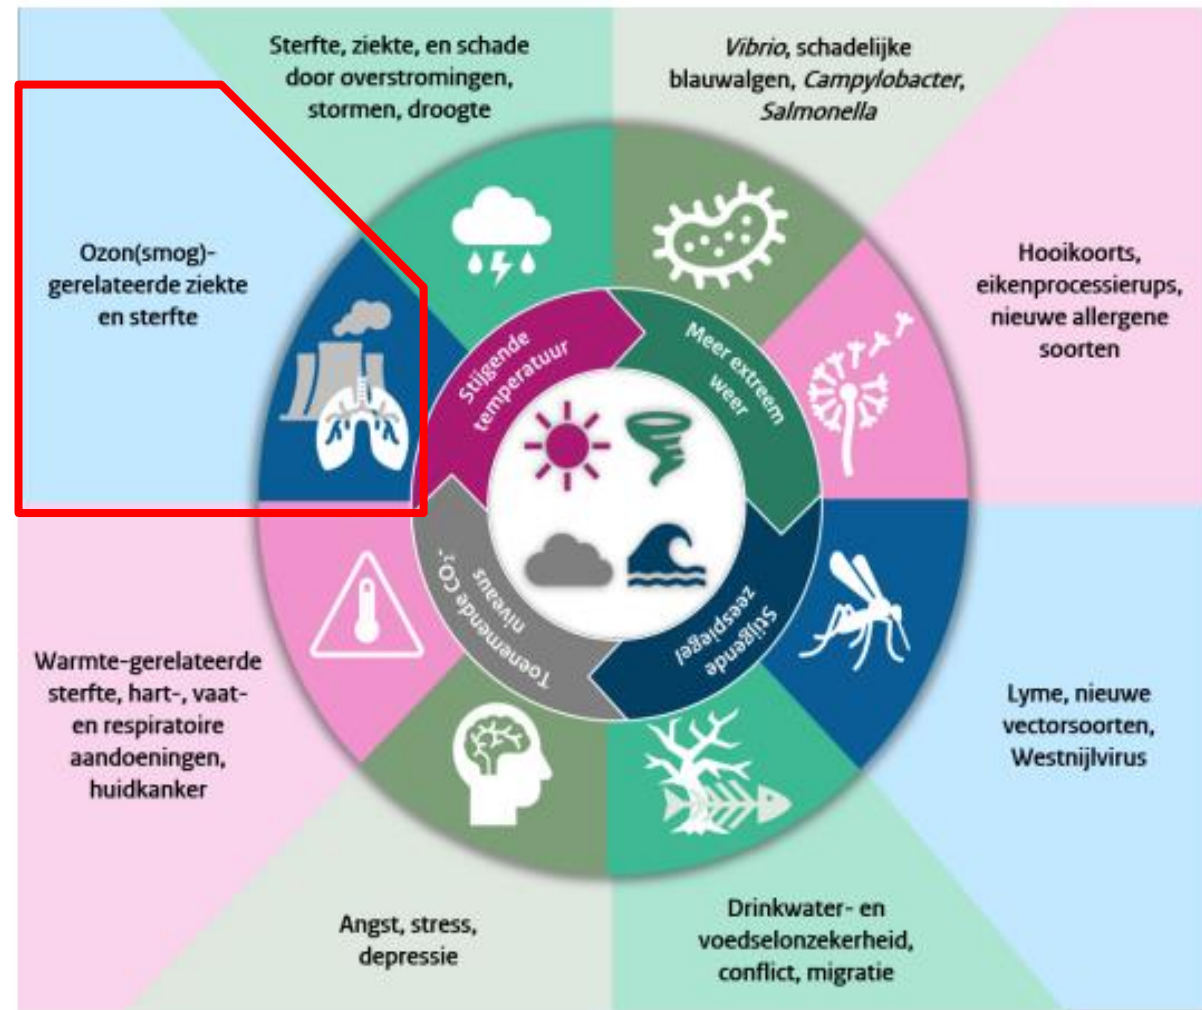 Sterfte, ziekte, en schade
door overstromingen,
stormen, droogte
Vibrio, schadelijke
blauwalgen, Campylobacter,
Salmonella
Ozon(smog)-
gerelateerde ziekte
en sterfte
Hooikoorts,
eikenprocessierups,
nieuwe allergene
soorten
Stijgende
temperatuur
Meer extreem
weer
Toenemende CO₂-
niveaus
Stijgende
zeespiegel
Warmte-gerelateerde
sterfte, hart-, vaat-
en respiratoire
aandoeningen,
huidkanker
Lyme, nieuwe
vectorsoorten,
Westnijlvirus
Angst, stress,
depressie
Drinkwater- en
voedselonzekerheid,
conflict, migratie